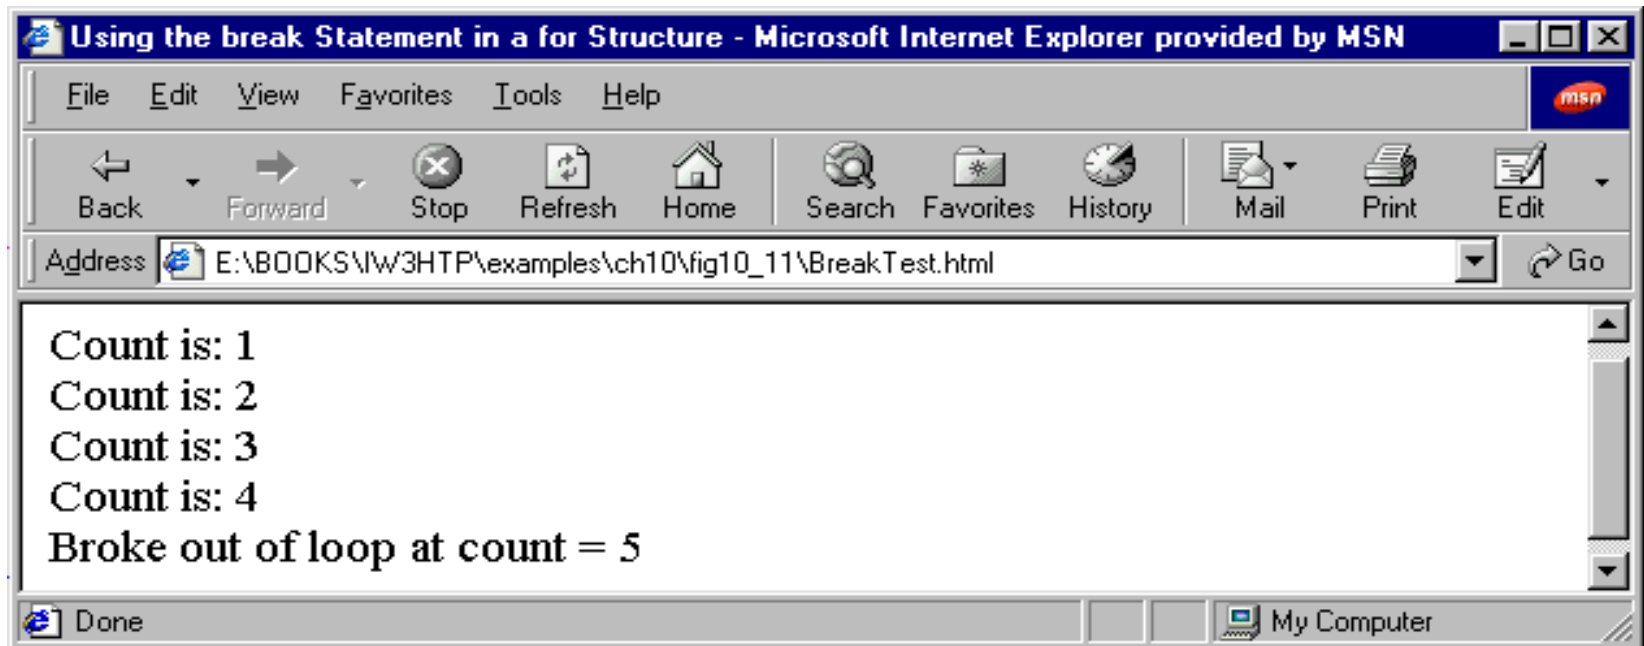 Using the break Statement in a for Structure - Microsoft Internet Explorer provided by MSN
File Edit View Favorites Tools Help
msn
Back Forward Stop Refresh Home Search Favorites History Mail Print Edit
Address E:\BOOKS\IW3HTP\examples\ch10\fig10_11\BreakTest.html Go
Count is: 1
Count is: 2
Count is: 3
Count is: 4
Broke out of loop at count = 5
Done My Computer